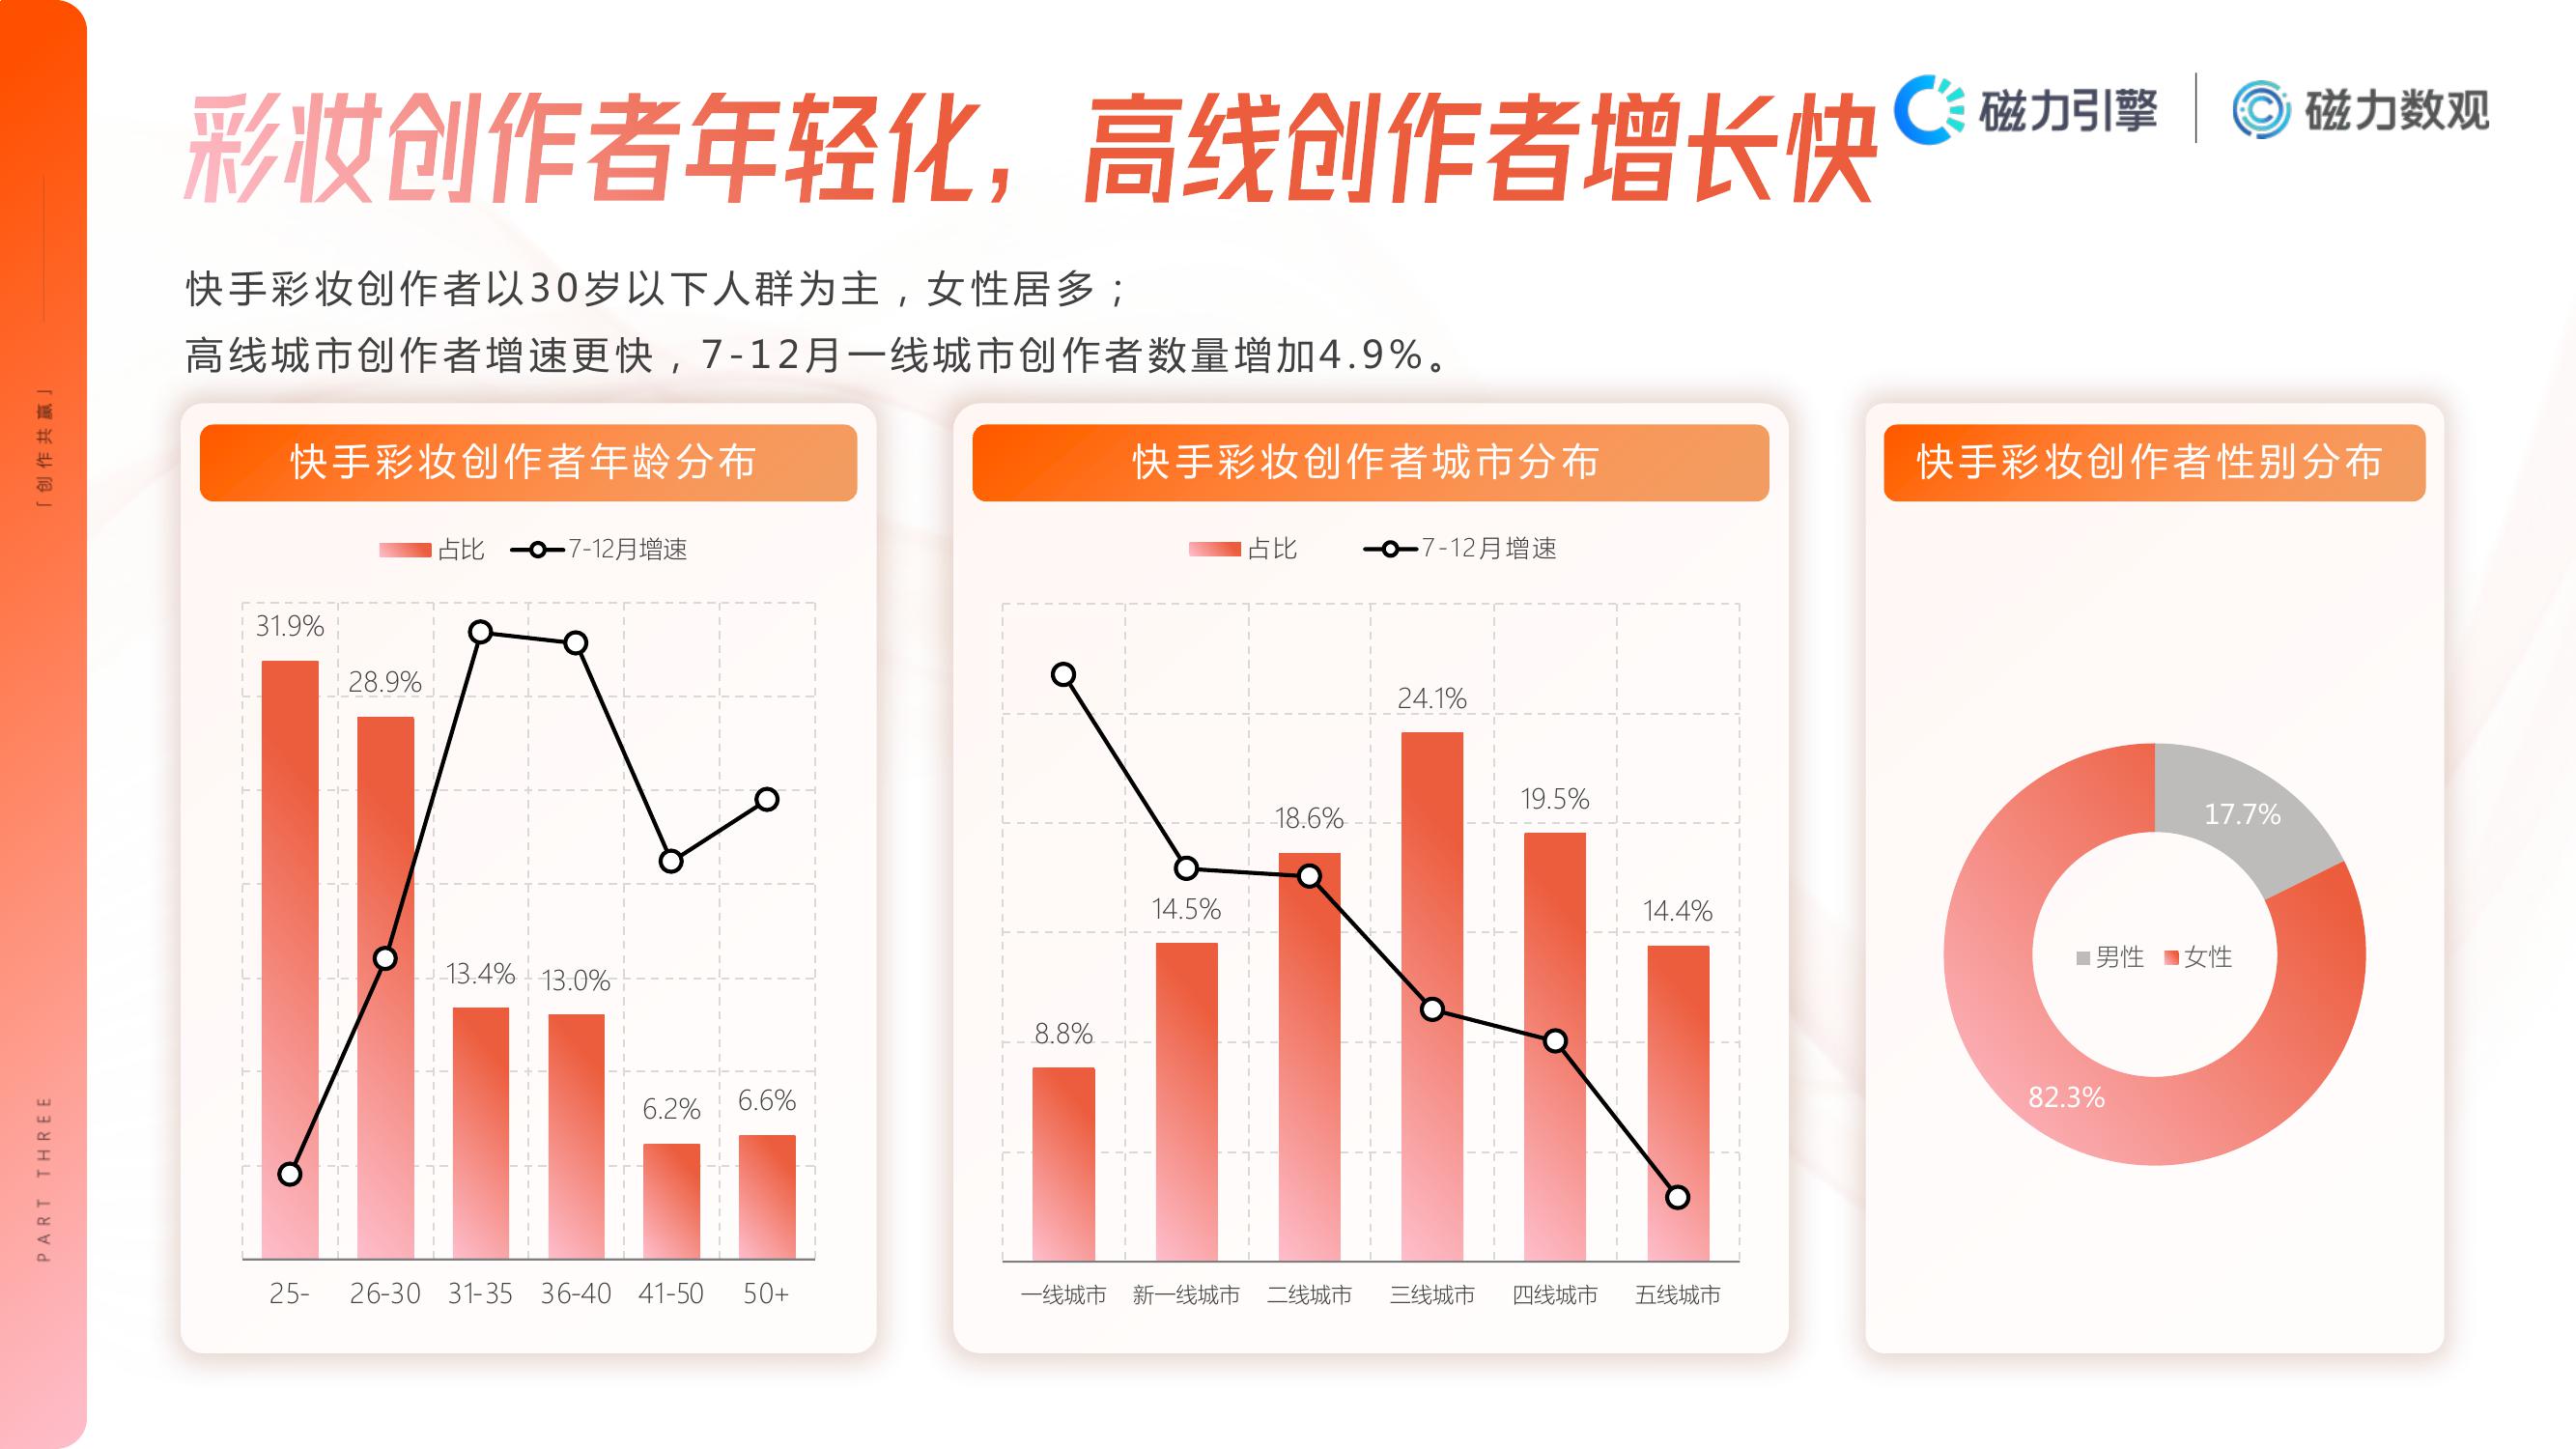 彩妆创作者年轻化，高线创作者增长快
磁力引擎
磁力数观
快手彩妆创作者以30岁以下人群为主，女性居多；
高线城市创作者增速更快，7-12月一线城市创作者数量增加4.9%。
「创作共赢」
PART THREE
快手彩妆创作者年龄分布
占比 7-12月增速
31.9%
28.9%
13.4%
13.0%
6.2%
6.6%
25- 26-30 31-35 36-40 41-50 50+
快手彩妆创作者城市分布
占比 7-12月增速
8.8%
14.5%
18.6%
24.1%
19.5%
14.4%
一线城市 新一线城市 二线城市 三线城市 四线城市 五线城市
快手彩妆创作者性别分布
17.7%
男性 女性
82.3%